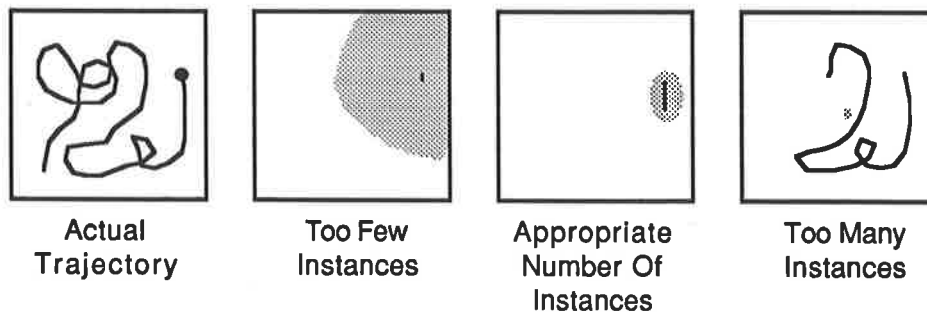 Actual
Trajectory
Too Few
Instances
Appropriate
Number Of
Instances
Too Many
Instances